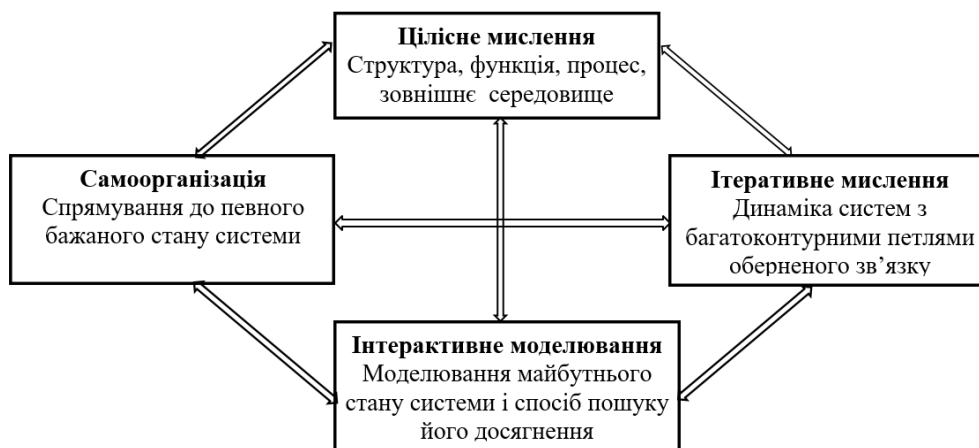 Цілісне мислення
Структура, функція, процес,
зовнішнє середовище
Самоорганізація
Спрямування до певного
бажаного стану системи
Ітеративне мислення
Динаміка систем з
багатоконтурними петлями
оберненого зв’язку
Інтерактивне моделювання
Моделювання майбутнього
стану системи і спосіб пошуку
його досягнення